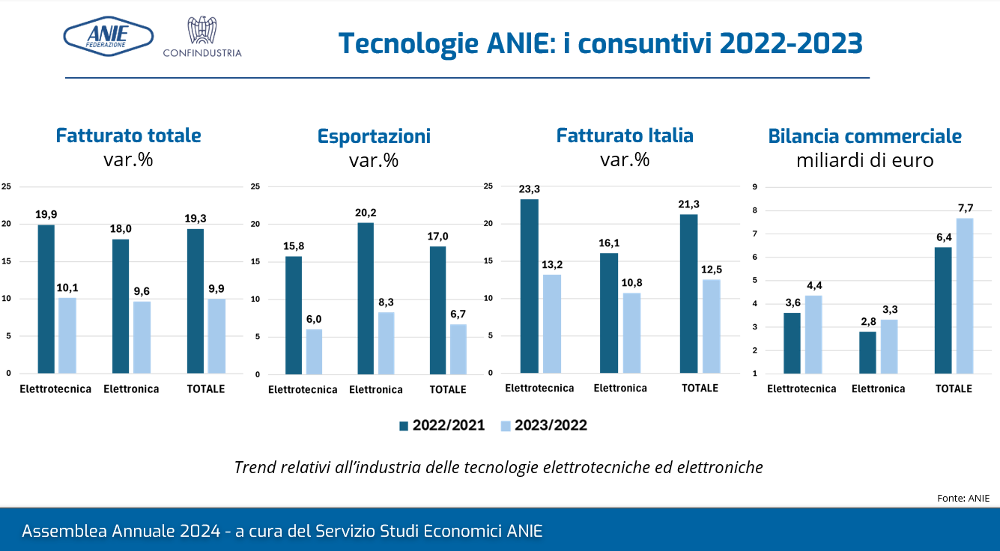 ANIE
FEDERAZIONE
CONFINDUSTRIA
Tecnologie ANIE: i consuntivi 2022-2023
Fatturato totale
var.%
25
20
15
10
5
0
19,9
10,1
18,0
9,6
19,3
9,9
Elettrotecnica Elettronica TOTALE
Esportazioni
var.%
25
20
15
10
5
0
15,8
6,0
20,2
8,3
17,0
6,7
Elettrotecnica Elettronica TOTALE
Fatturato Italia
var.%
25
20
15
10
5
0
23,3
13,2
16,1
10,8
21,3
12,5
Elettrotecnica Elettronica TOTALE
Bilancia commerciale
miliardi di euro
9
8
7
6
5
4
3
2
1
3,6
4,4
2,8
3,3
6,4
7,7
Elettrotecnica Elettronica TOTALE
2022/2021 2023/2022
Trend relativi all’industria delle tecnologie elettrotecniche ed elettroniche
Fonte: ANIE
Assemblea Annuale 2024 - a cura del Servizio Studi Economici ANIE